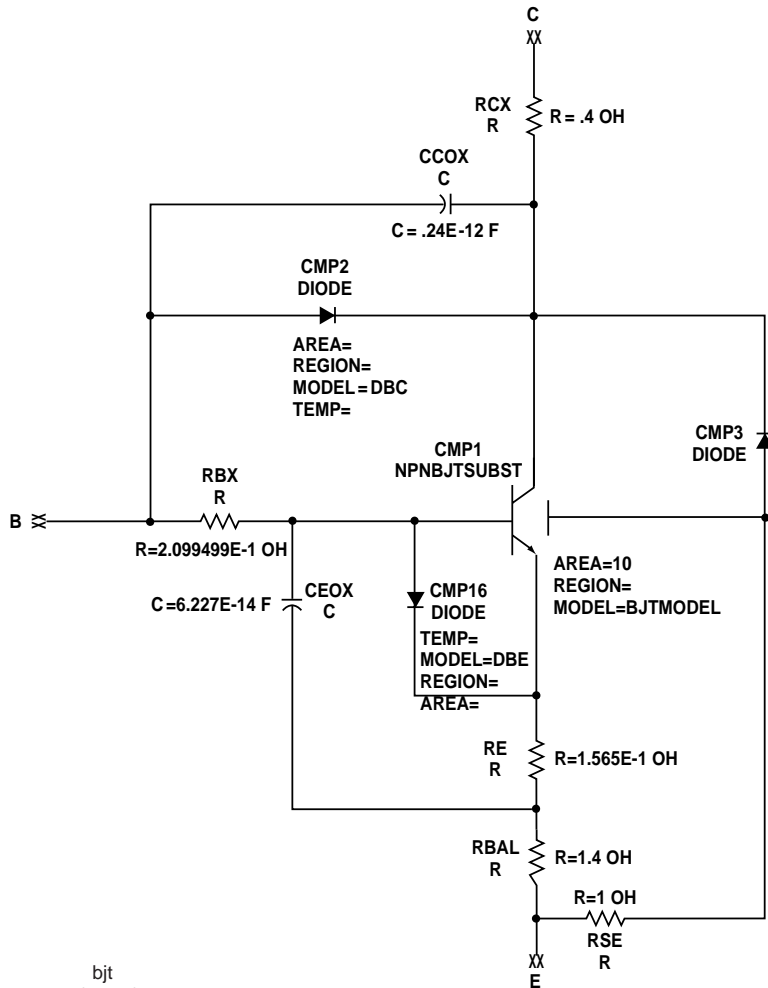 C
RCX
R
R= .4 OH
CCOX
C
C= .24E-12 F
CMP2
DIODE
AREA=
REGION=
MODEL=DBC
TEMP=
CMP3
DIODE
CMP1
NPNBJTSUBST
RBX
R
B
R=2.099499E-1 OH
AREA=10
REGION=
MODEL=BJTMODEL
C=6.227E-14 F
CEOX
C
CMP16
DIODE
TEMP=
MODEL=DBE
REGION=
AREA=
RE
R
R=1.565E-1 OH
RBAL
R
R=1.4 OH
R=1 OH
RSE
R
E
bjt